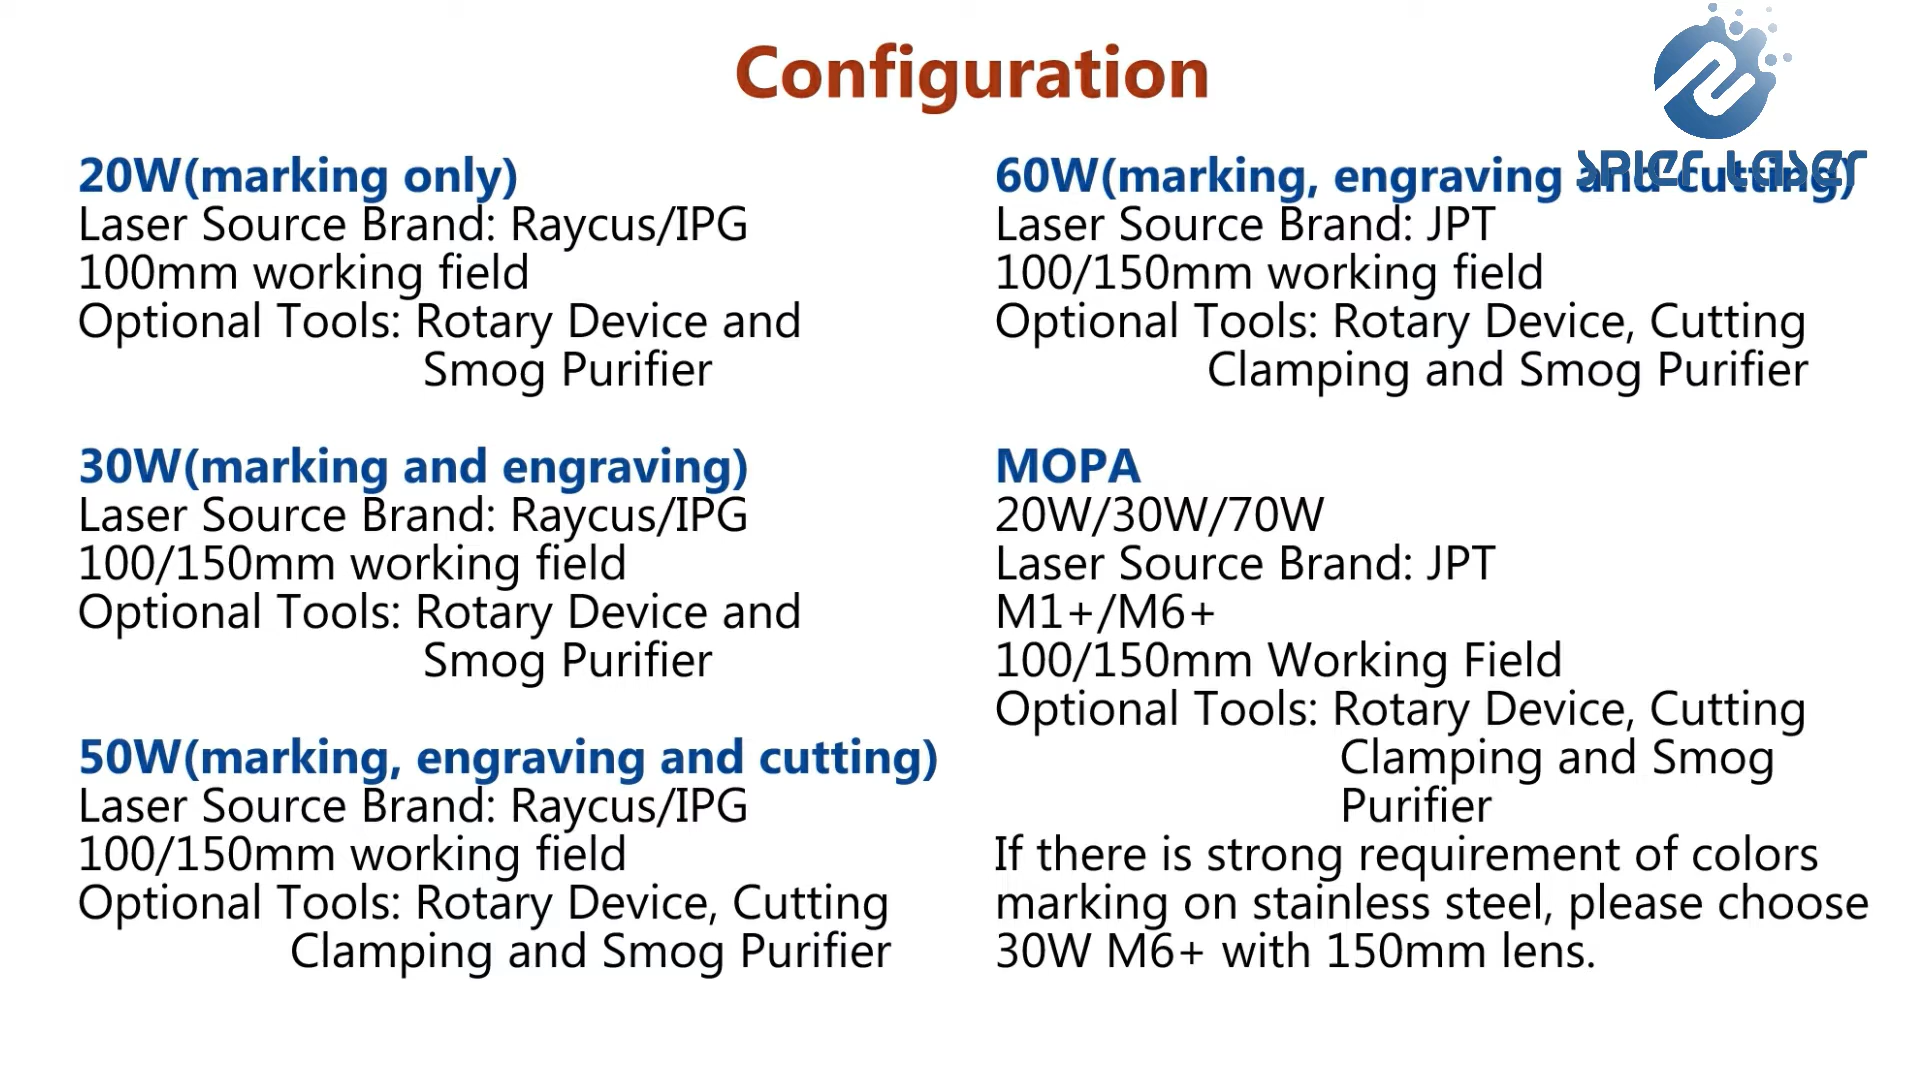 Configuration
20W(marking only)
Laser Source Brand: Raycus/IPG
100mm working field
Optional Tools: Rotary Device and
Smog Purifier
30W(marking and engraving)
Laser Source Brand: Raycus/IPG
100/150mm working field
Optional Tools: Rotary Device and
Smog Purifier
50W(marking, engraving and cutting)
Laser Source Brand: Raycus/IPG
100/150mm working field
Optional Tools: Rotary Device, Cutting
Clamping and Smog Purifier
60W(marking, engraving and cutting)
Laser Source Brand: JPT
100/150mm working field
Optional Tools: Rotary Device, Cutting
Clamping and Smog Purifier
MOPA
20W/30W/70W
Laser Source Brand: JPT
M1+/M6+
100/150mm Working Field
Optional Tools: Rotary Device, Cutting
Clamping and Smog
Purifier
If there is strong requirement of colors
marking on stainless steel, please choose
30W M6+ with 150mm lens.